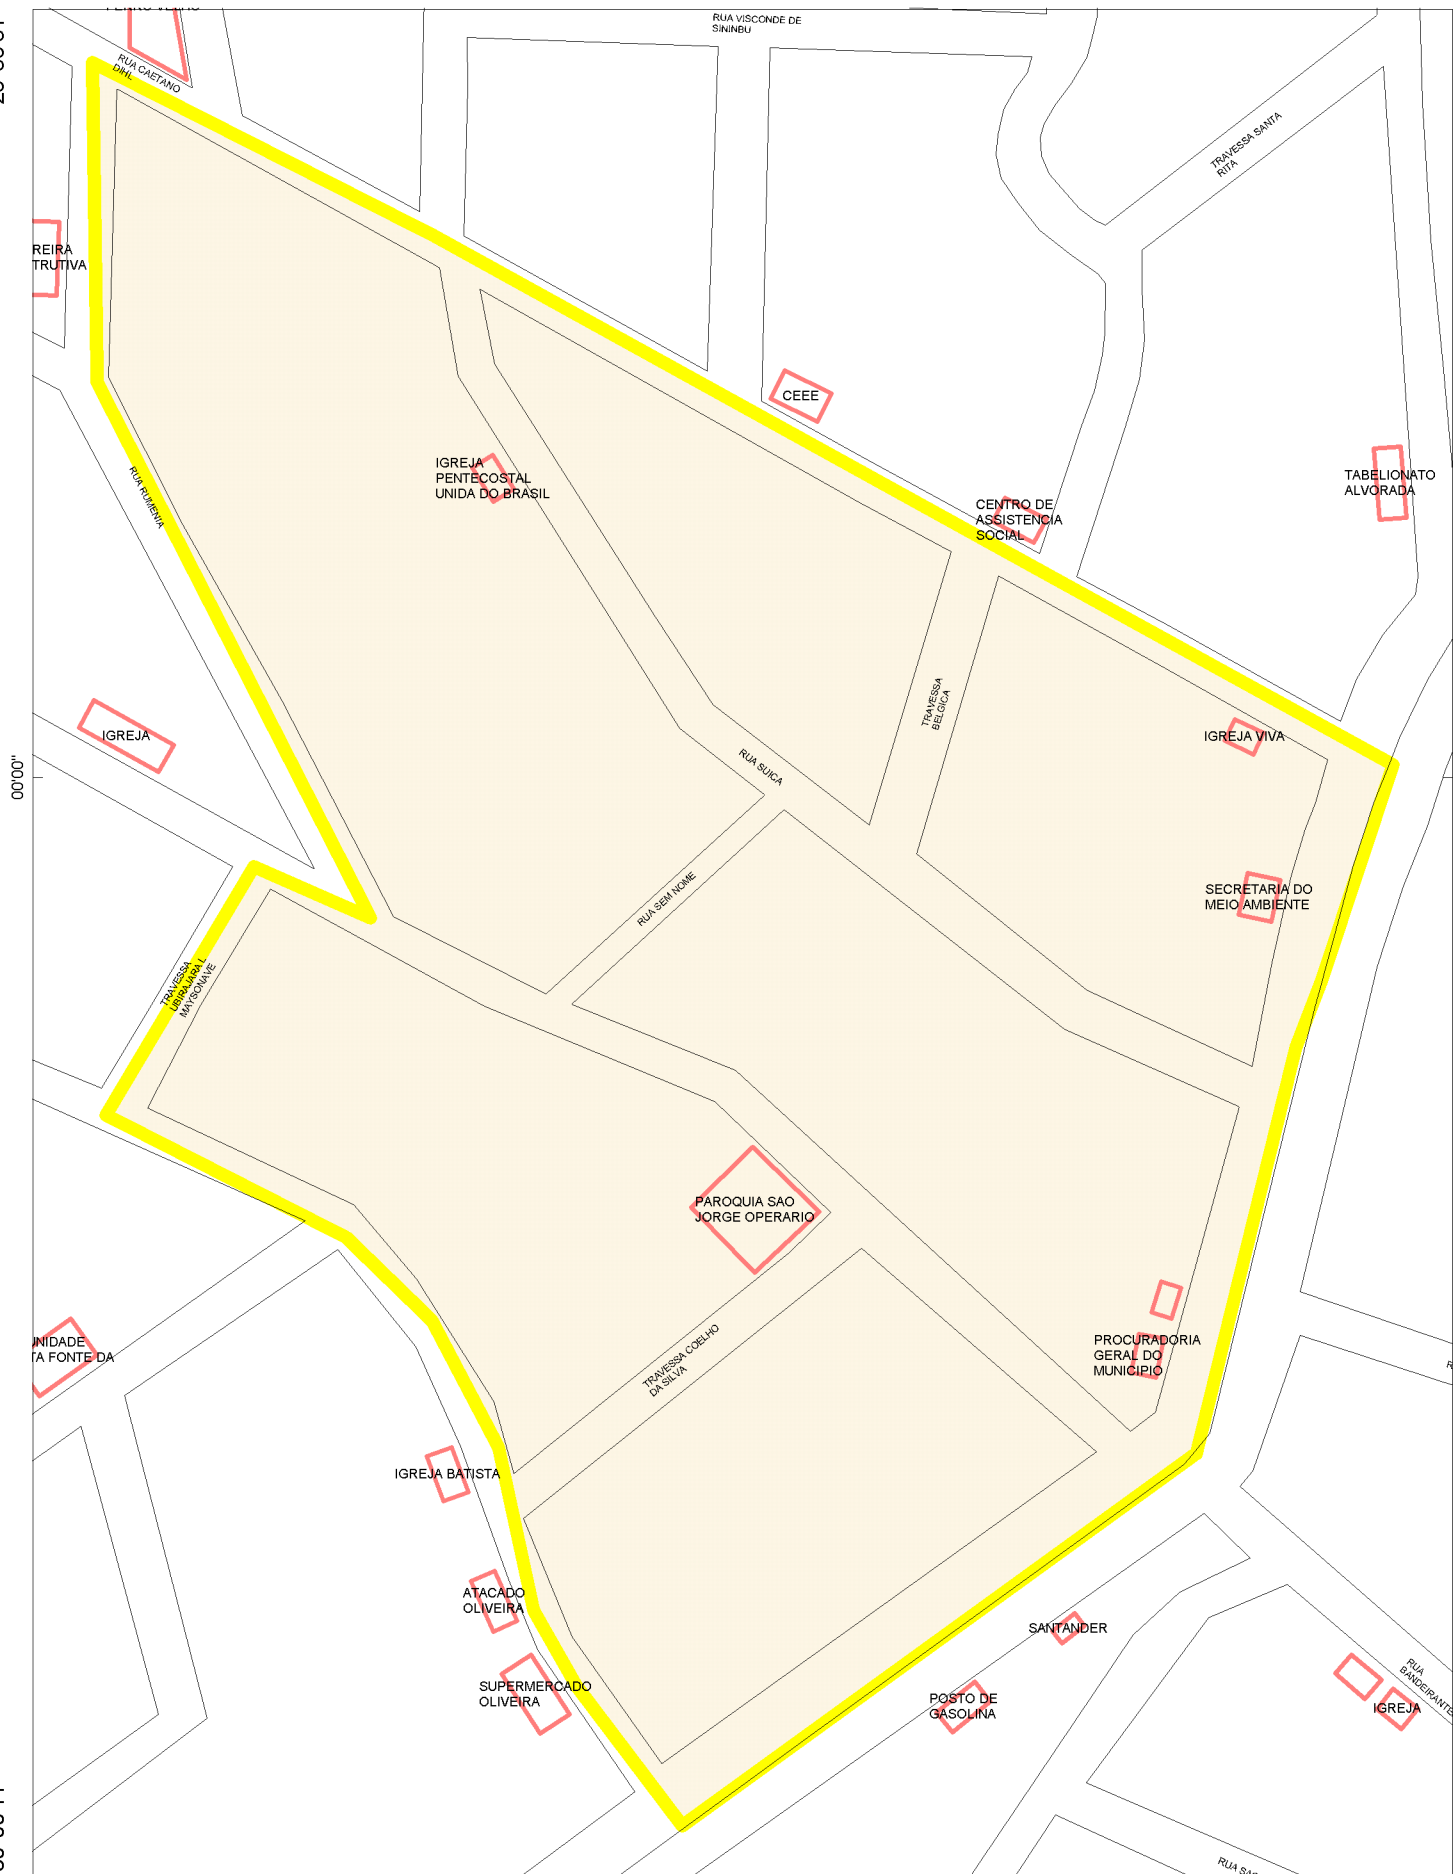 RUA VISCONDE DE
SININBU
RUA CAETANO
DIHL
TRAVESSA SANTA
RITA
REIRA
TRUTIVA
CEEE
RUA RUMENIA
IGREJA
PENTECOSTAL
UNIDA DO BRASIL
CENTRO DE
ASSISTENCIA
SOCIAL
TABELIONATO
ALVORADA
TRAVESSA
BELGICA
IGREJA
IGREJA VIVA
RUA SUICA
00'00"
RUA SEM NOME
SECRETARIA DO
MEIO AMBIENTE
TRAVESSA
UBIRAJARA L
MAYSONAVE
PAROQUIA SAO
JORGE OPERARIO
UNIDADE
TA FONTE DA
TRAVESSA COELHO
DA SILVA
PROCURADORIA
GERAL DO
MUNICIPIO
IGREJA BATISTA
ATACADO
OLIVEIRA
SANTANDER
SUPERMERCADO
OLIVEIRA
POSTO DE
GASOLINA
RUA
BANDEIRANTE
IGREJA